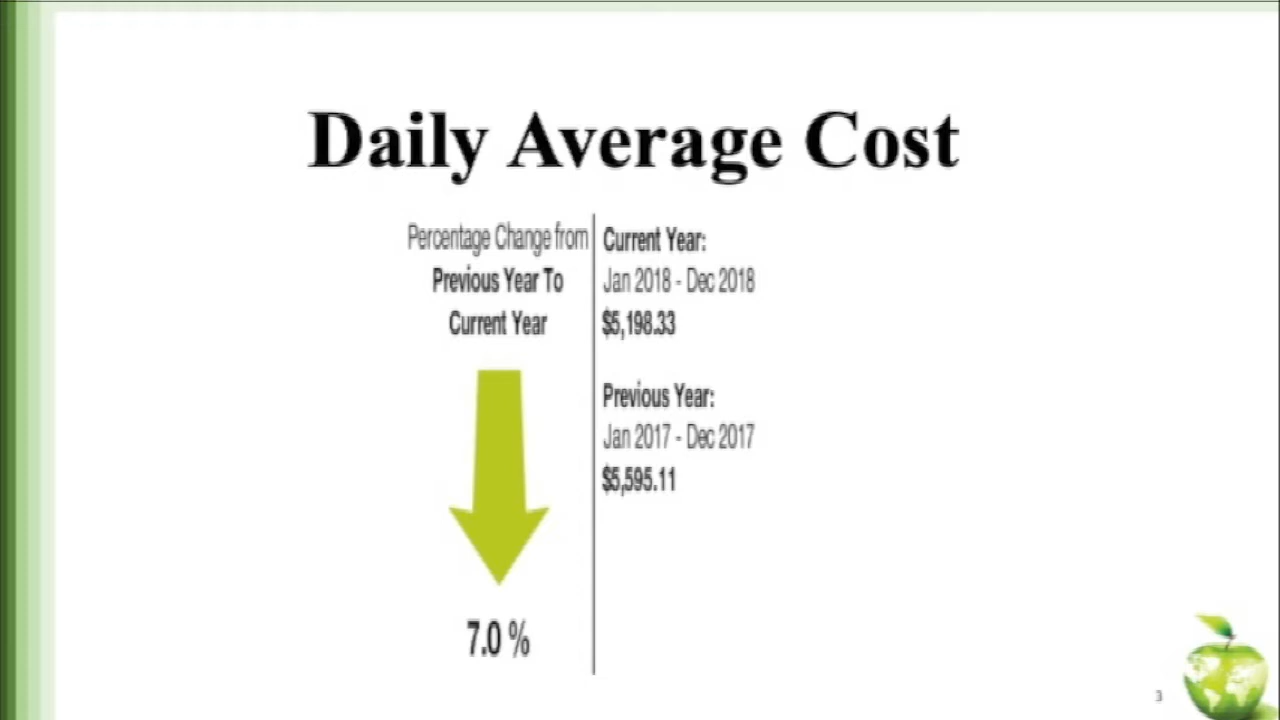 Daily Average Cost
Percentage Change from
Previous Year To
Current Year
7.0 %
Current Year:
Jan 2018 - Dec 2018
$5,198.33
Previous Year:
Jan 2017 - Dec 2017
$5,595.11
3